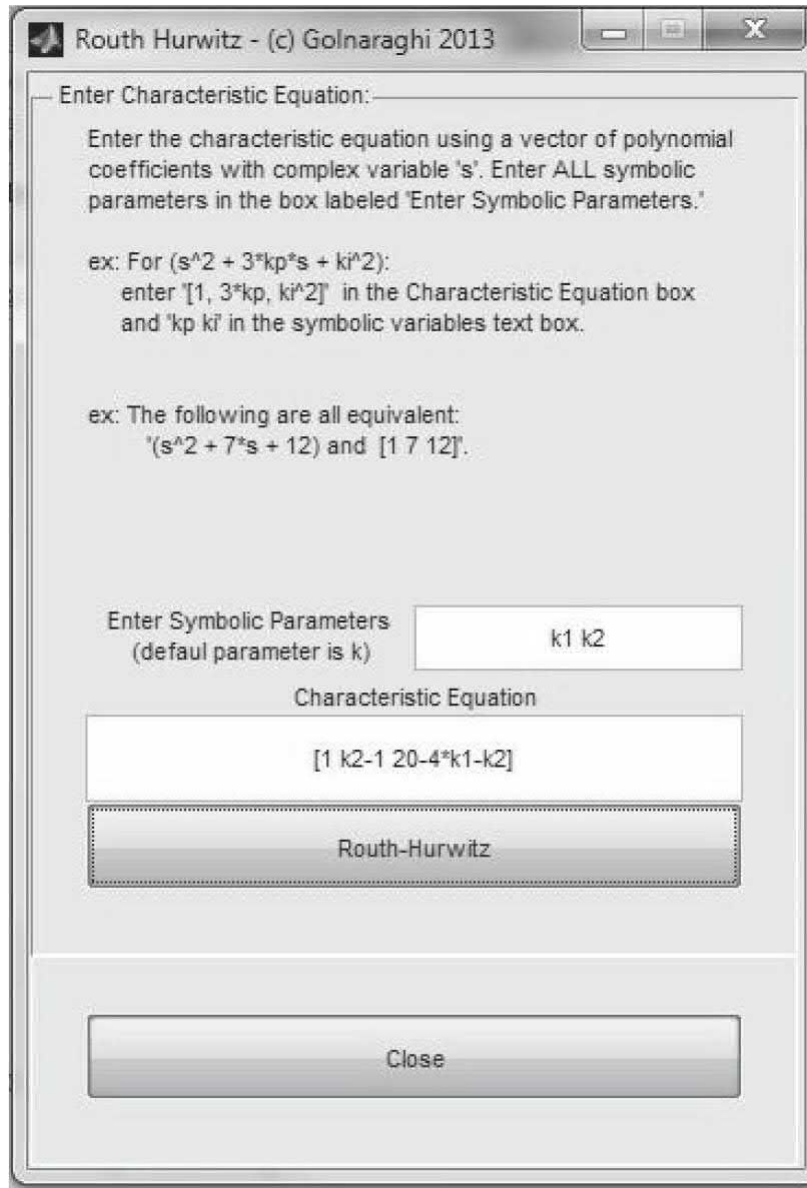 Routh Hurwitz - (c) Golnaraghi 2013
X
Enter Characteristic Equation:
Enter the characteristic equation using a vector of polynomial
coefficients with complex variable 's'. Enter ALL symbolic
parameters in the box labeled 'Enter Symbolic Parameters.'
ex: For (s^2 + 3*kp*s + ki^2):
enter '[1, 3*kp, ki^2]' in the Characteristic Equation box
and 'kp ki' in the symbolic variables text box.
ex: The following are all equivalent:
'(s^2 + 7*s + 12) and [1 7 12]'.
Enter Symbolic Parameters
(defaul parameter is k)
k1 k2
Characteristic Equation
[1 k2-1 20-4*k1-k2]
Routh-Hurwitz
Close